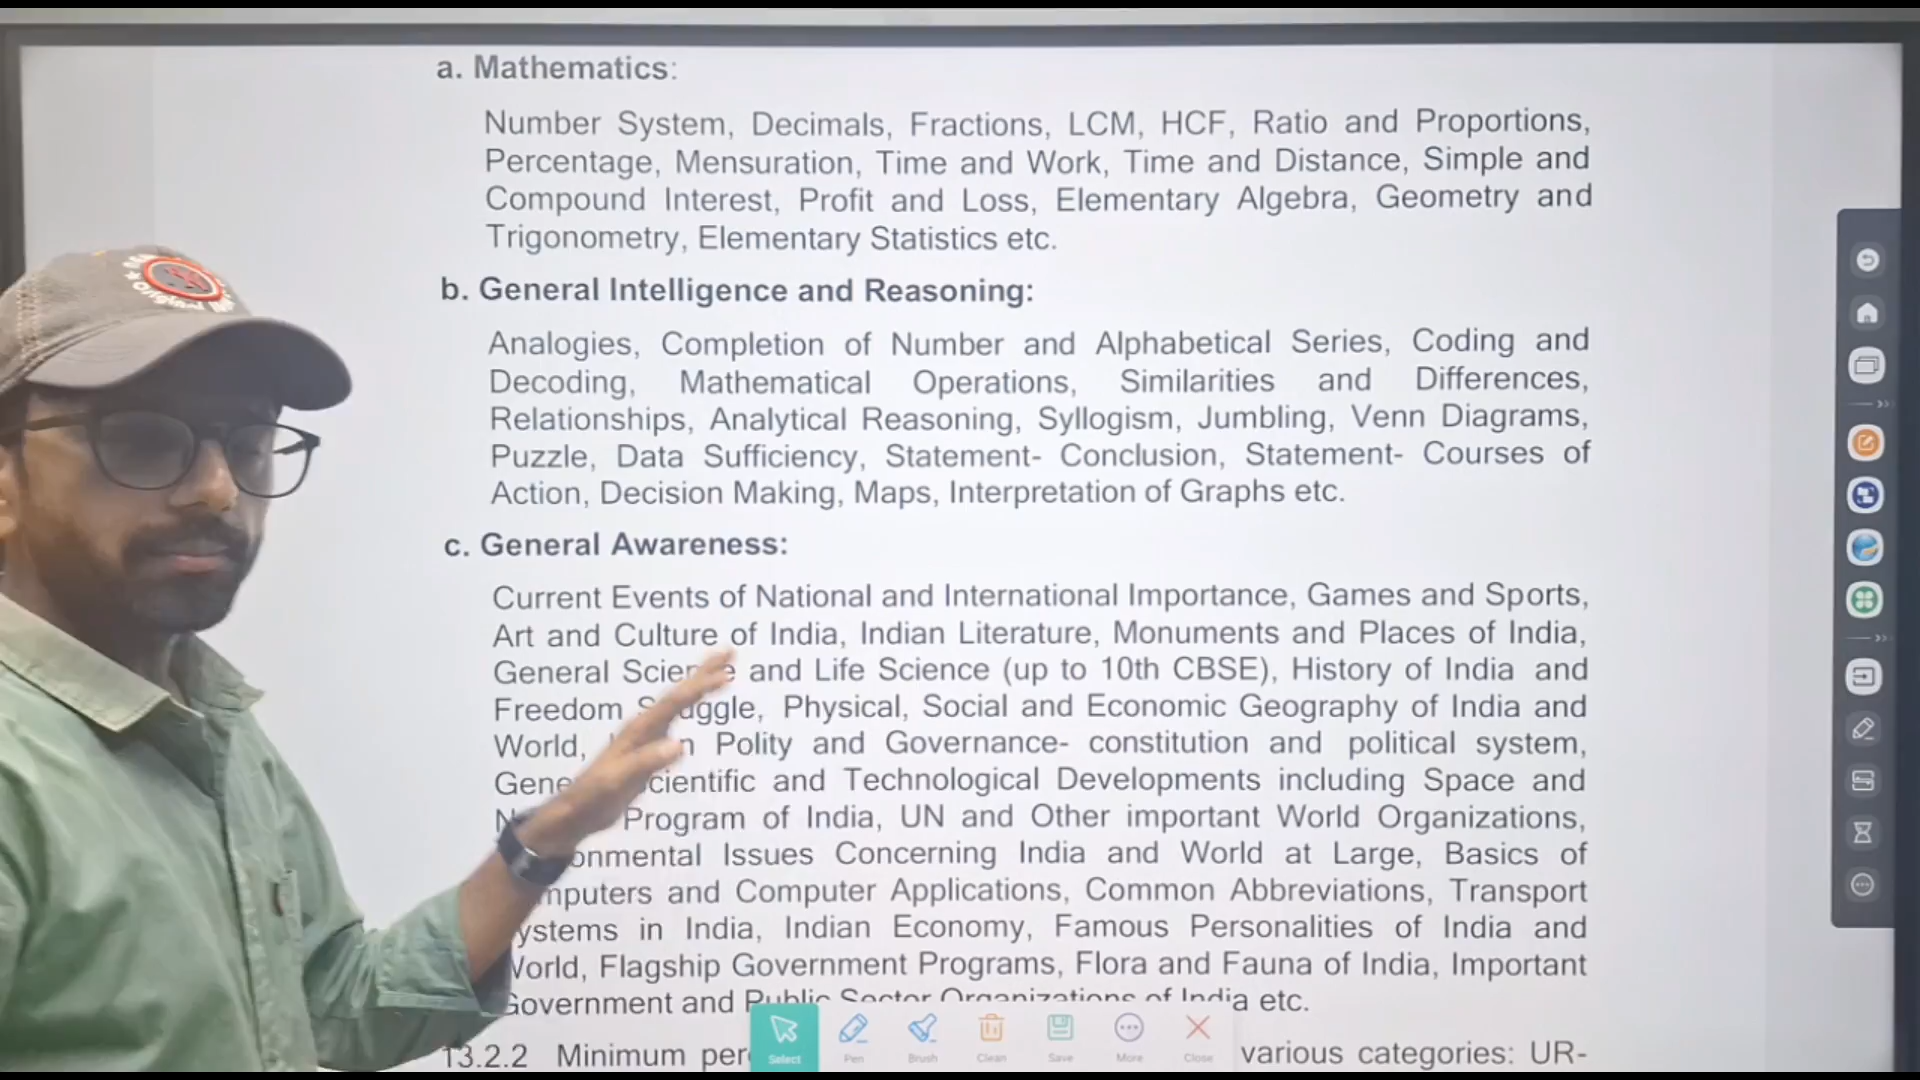 a. Mathematics:
Number System, Decimals, Fractions, LCM, HCF, Ratio and Proportions,
Percentage, Mensuration, Time and Work, Time and Distance, Simple and
Compound Interest, Profit and Loss, Elementary Algebra, Geometry and
Trigonometry, Elementary Statistics etc.
b. General Intelligence and Reasoning:
Analogies, Completion of Number and Alphabetical Series, Coding and
Decoding, Mathematical Operations, Similarities and Differences,
Relationships, Analytical Reasoning, Syllogism, Jumbling, Venn Diagrams,
Puzzle, Data Sufficiency, Statement- Conclusion, Statement- Courses of
Action, Decision Making, Maps, Interpretation of Graphs etc.
c. General Awareness:
Current Events of National and International Importance, Games and Sports,
Art and Culture of India, Indian Literature, Monuments and Places of India,
General and Life Science (up to 10th CBSE), History of India and
Freedom Physical, Social and Economic Geography of India and
World, Polity and Governance- constitution and political system,
and Technological Developments including Space and
Program of India, UN and Other important World Organizations,
Issues Concerning India and World at Large, Basics of
and Computer Applications, Common Abbreviations, Transport
in India, Indian Economy, Famous Personalities of India and
Flagship Government Programs, Flora and Fauna of India, Important
and Public Sector Organizations of India etc.
13.2.2 Minimum various categories: UR-
Select Pen Brush Clean Save More Close
Original